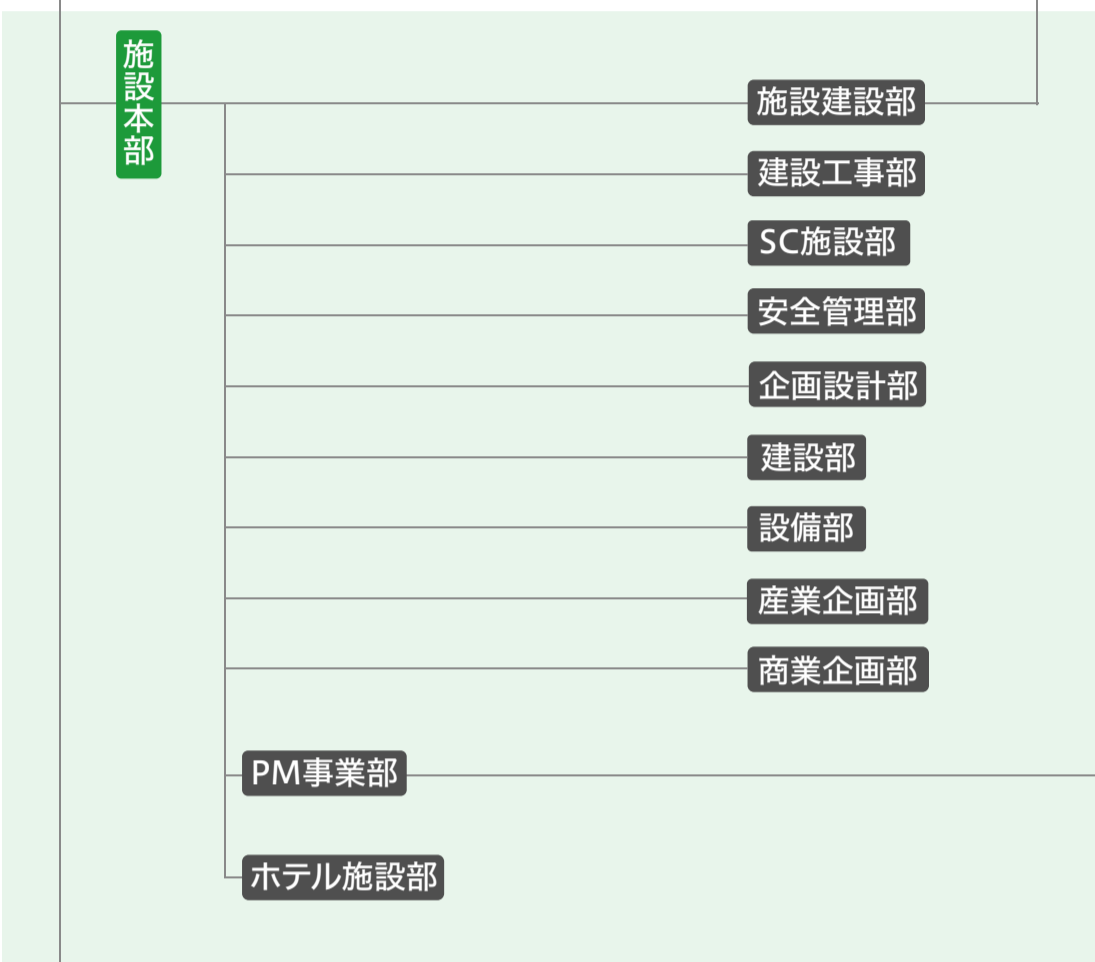 施設本部
施設建設部
建設工事部
SC施設部
安全管理部
企画設計部
建設部
設備部
産業企画部
商業企画部
PM事業部
ホテル施設部